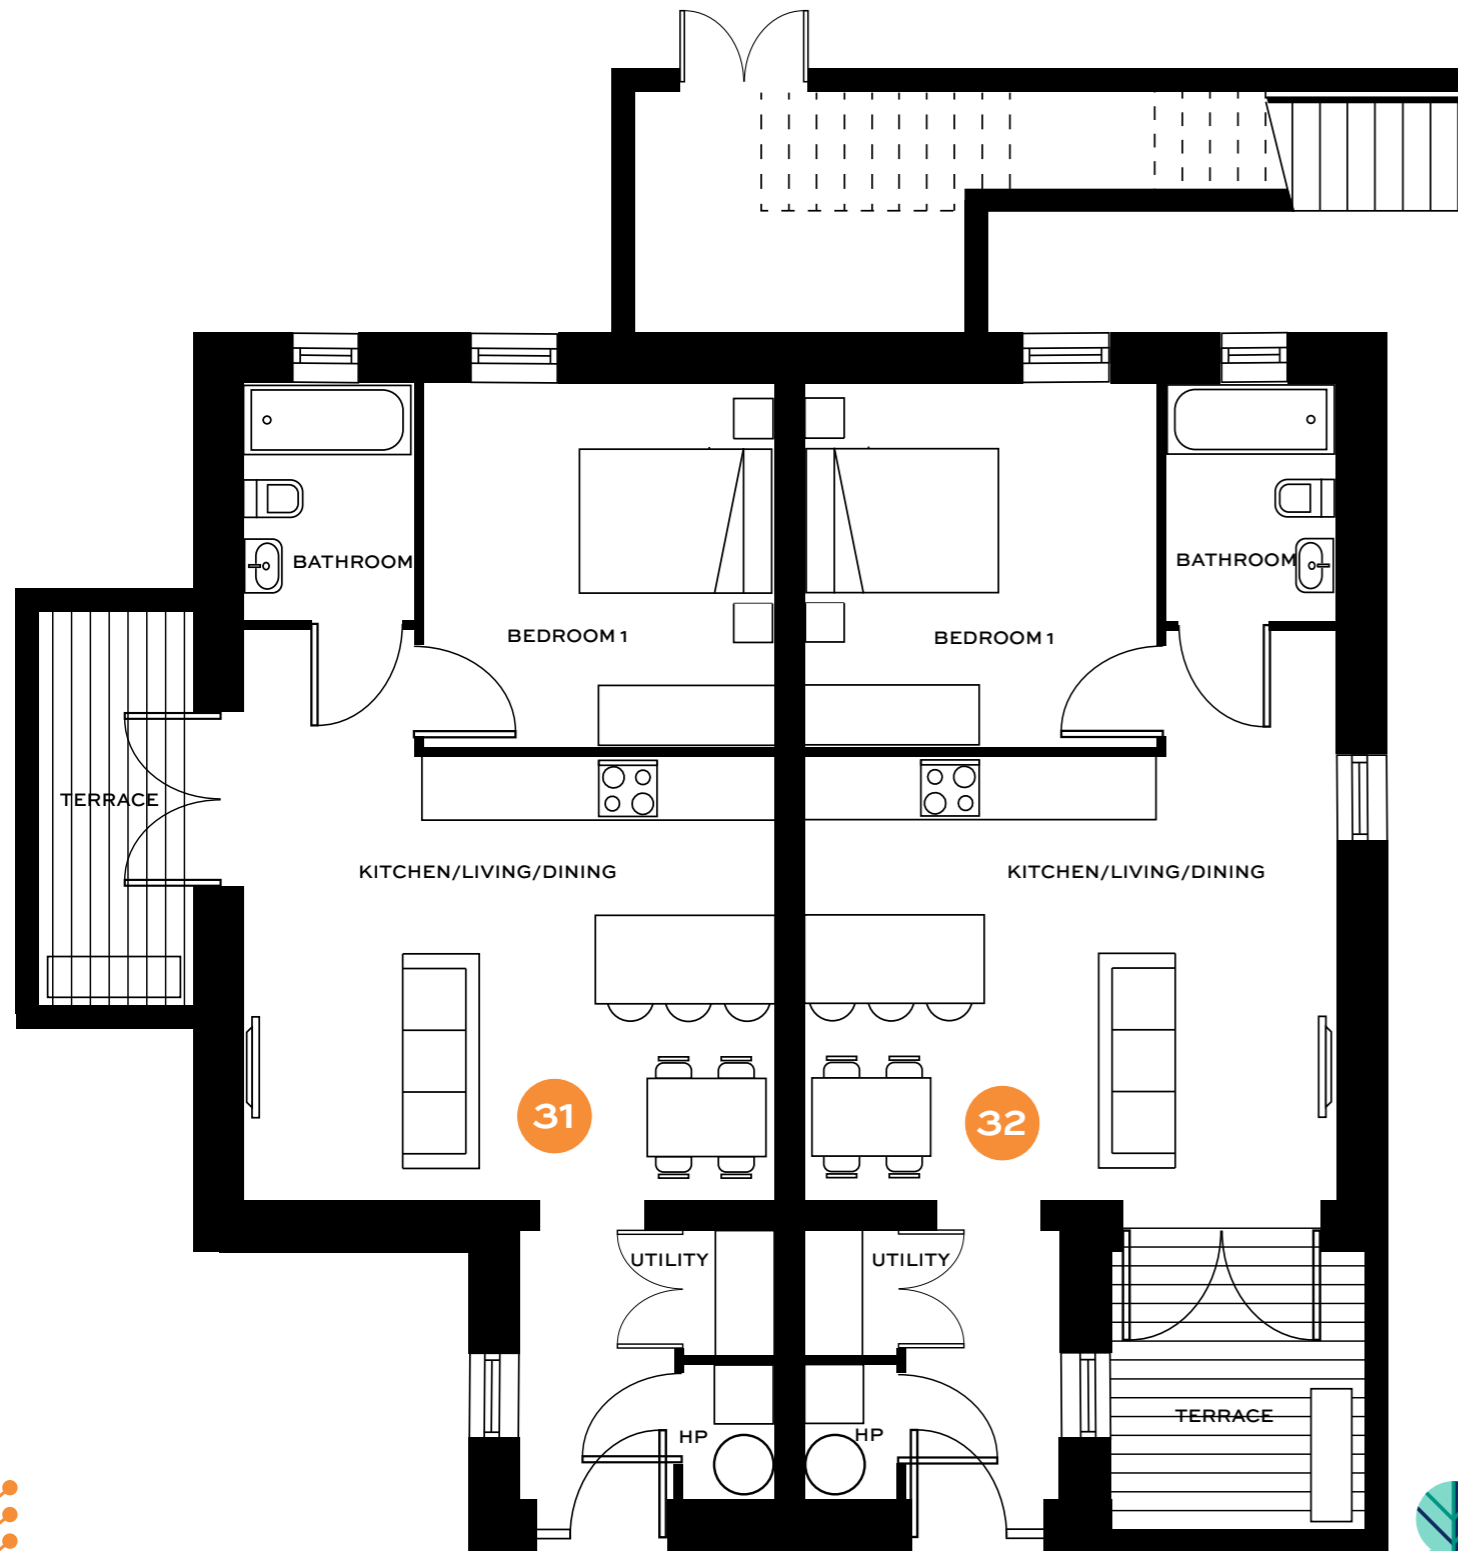 BATHROOM
BATHROOM
BEDROOM 1
BEDROOM 1
TERRACE
KITCHEN/LIVING/DINING
KITCHEN/LIVING/DINING
31
32
UTILITY
UTILITY
TERRACE
HP
HP